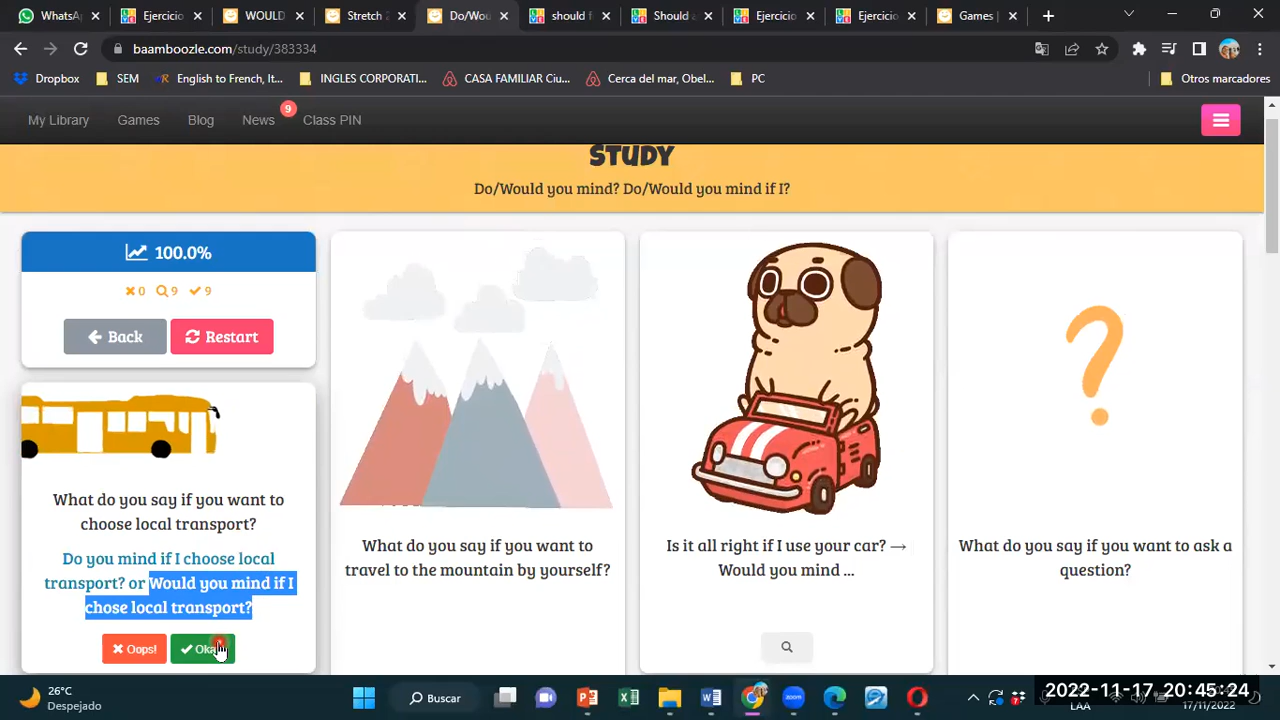 WhatsA
Ejercicio
WOULD
Stretch 2
Do/Wou
should f
Should a
Ejercicio
Ejercicio
Games |
baamboozle.com/study/383334
Dropbox
SEM
English to French, It...
INGLES CORPORATI...
CASA FAMILIAR Ciu...
Cerca del mar, Obel...
PC
Otros marcadores
My Library
Games
Blog
News
9
Class PIN
STUDY
Do/Would you mind? Do/Would you mind if I?
100.0%
0
9
9
Back
Restart
What do you say if you want to
choose local transport?
Do you mind if I choose local
transport? or Would you mind if I
chose local transport?
Oops!
Oka
What do you say if you want to
travel to the mountain by yourself?
Is it all right if I use your car? →
Would you mind ...
What do you say if you want to ask a
question?
26°C
Despejado
Buscar
2022-11-17 20:45:24
LAA
17/11/2022